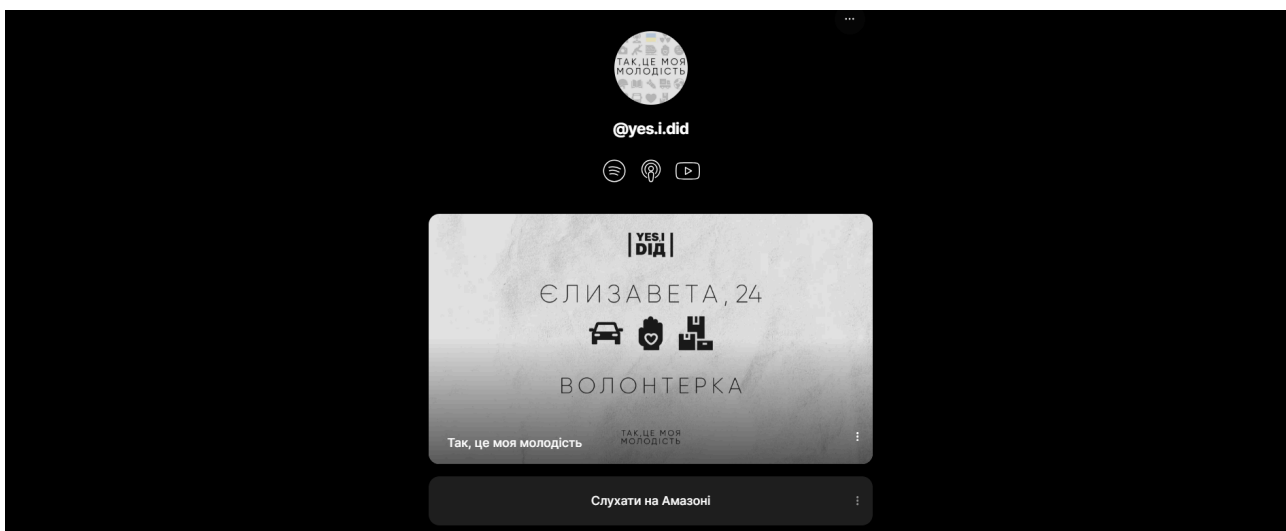 ТАК,ЦЕ МОЯ
МОЛОДІСТЬ
@yes.i.did
YES,I
DІД
ЄЛИЗАВЕТА, 24
ВОЛОНТЕРКА
ТАК,ЦЕ МОЯ
МОЛОДІСТЬ
Так, це моя молодість
Слухати на Амазоні